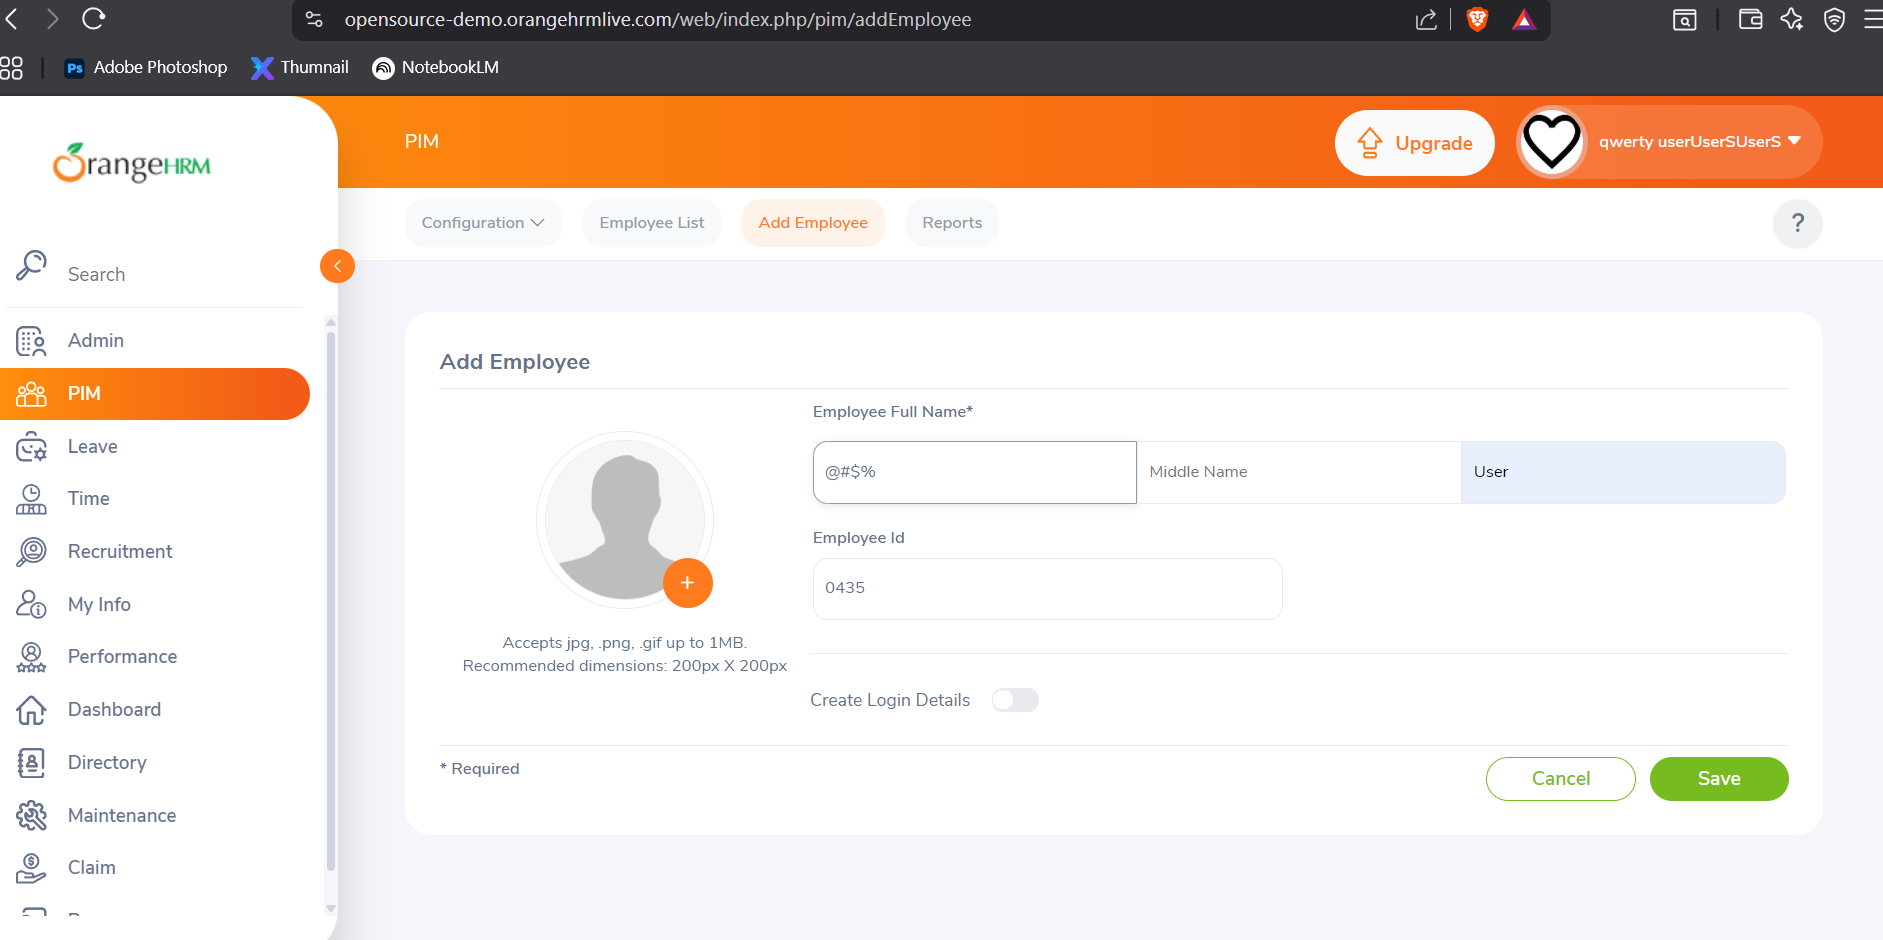 opensource-demo.orangehrmlive.com/web/index.php/pim/addEmployee
Ps Adobe Photoshop Thumnail NotebookLM
OrangeHRM
PIM
Upgrade
qwerty userUserSUserS
Configuration Employee List Add Employee Reports ?
Search
Admin
PIM
Leave
Time
Recruitment
My Info
Performance
Dashboard
Directory
Maintenance
Claim
Add Employee
Employee Full Name*
@#$% Middle Name User
Employee Id
0435
+
Accepts jpg, .png, .gif up to 1MB.
Recommended dimensions: 200px X 200px
Create Login Details
* Required
Cancel Save